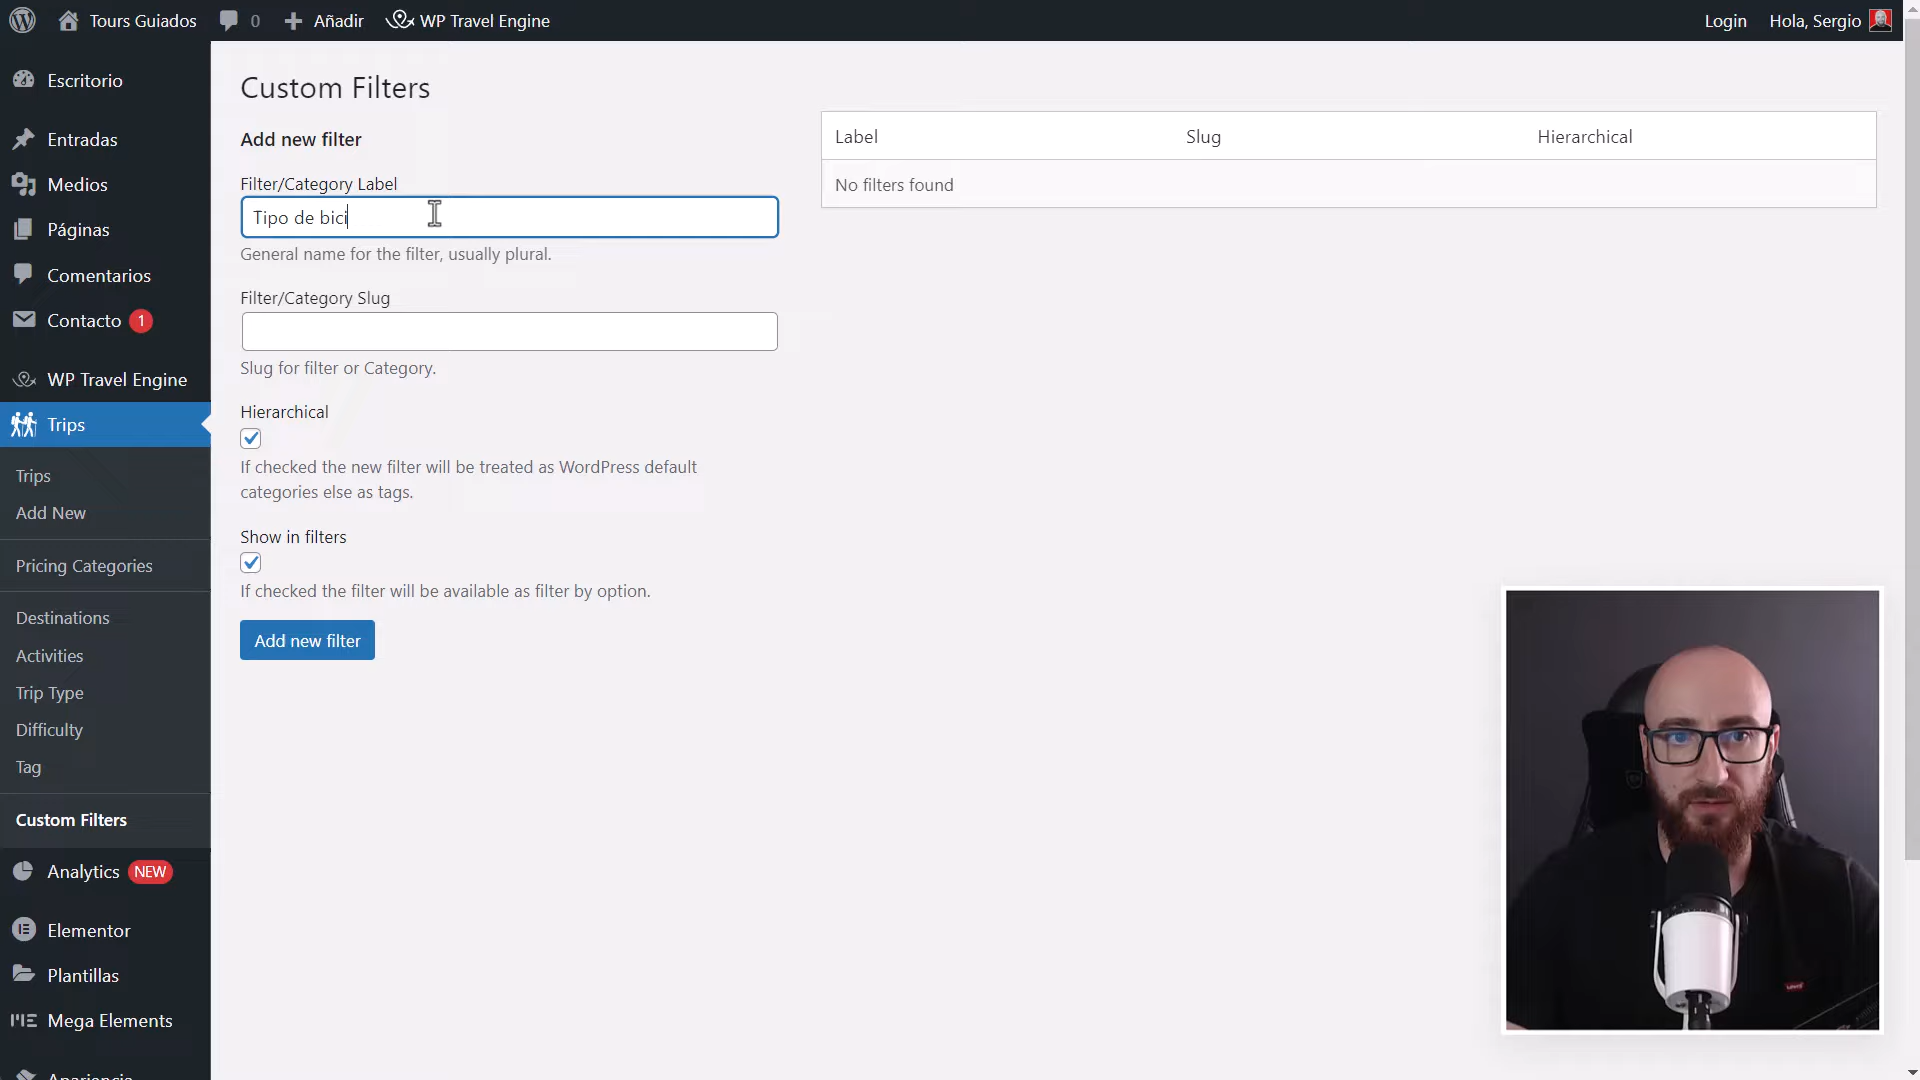 Tours Guiados
0
Añadir
WP Travel Engine
Login
Hola, Sergio
Escritorio
Entradas
Medios
Páginas
Comentarios
Contacto 1
WP Travel Engine
Trips
Trips
Add New
Pricing Categories
Destinations
Activities
Trip Type
Difficulty
Tag
Custom Filters
Analytics NEW
Elementor
Plantillas
Mega Elements
Apariencia
Custom Filters
Add new filter
Filter/Category Label
Tipo de bici
General name for the filter, usually plural.
Filter/Category Slug
Slug for filter or Category.
Hierarchical
If checked the new filter will be treated as WordPress default
categories else as tags.
Show in filters
If checked the filter will be available as filter by option.
Add new filter
Label Slug Hierarchical
No filters found